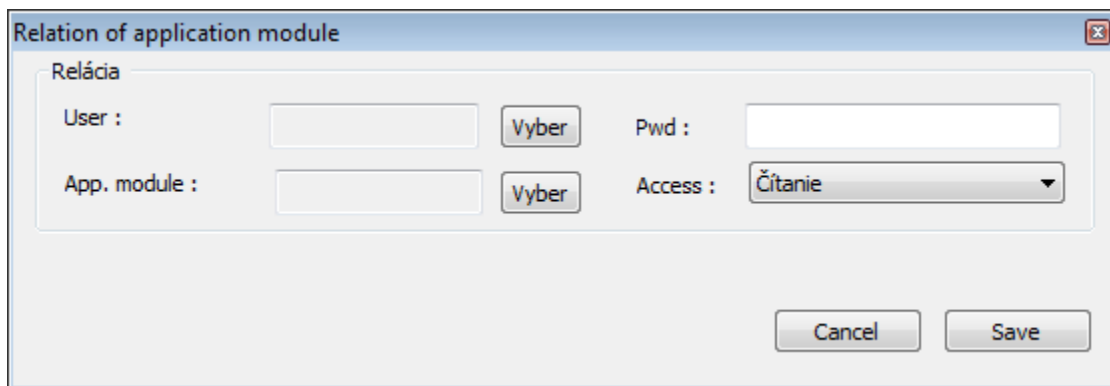 Relation of application module
Relácia
User : Vyber Pwd :
App. module : Vyber Access : Čítanie
Cancel Save